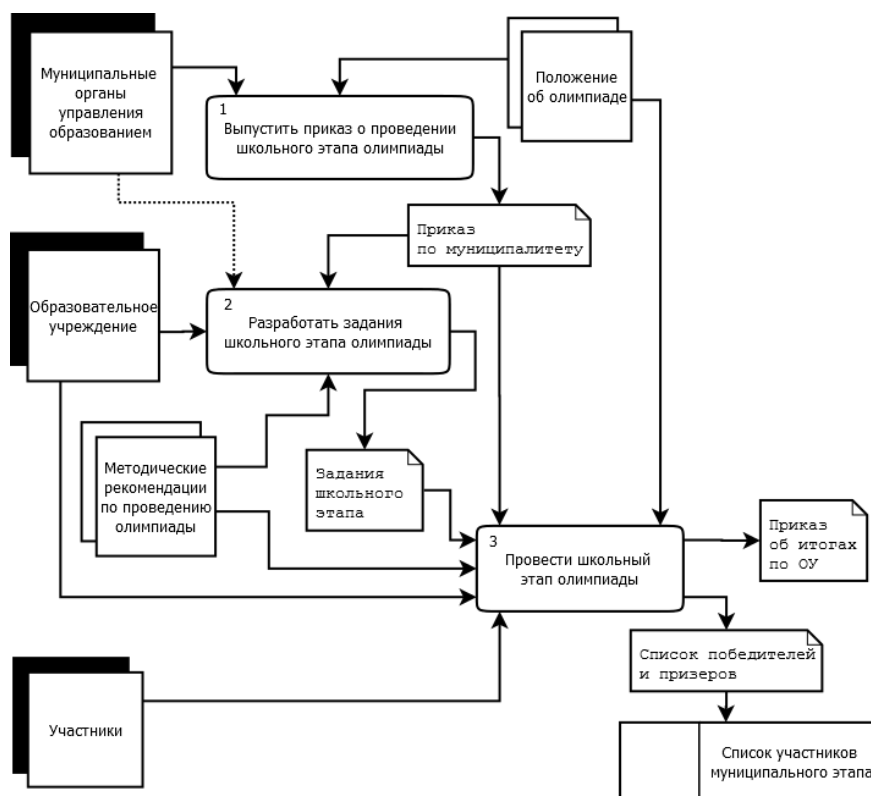 Муниципальные
органы
управления
образованием
Положение
об олимпиаде
1
Выпустить приказ о проведении
школьного этапа олимпиады
Приказ
по муниципалитету
Образовательное
учреждение
2
Разработать задания
школьного этапа олимпиады
Методические
рекомендации
по проведению
олимпиады
Задания
школьного
этапа
3
Провести школьный
этап олимпиады
Приказ
об итогах
по ОУ
Список победителей
и призеров
Участники
Список участников
муниципального этапа